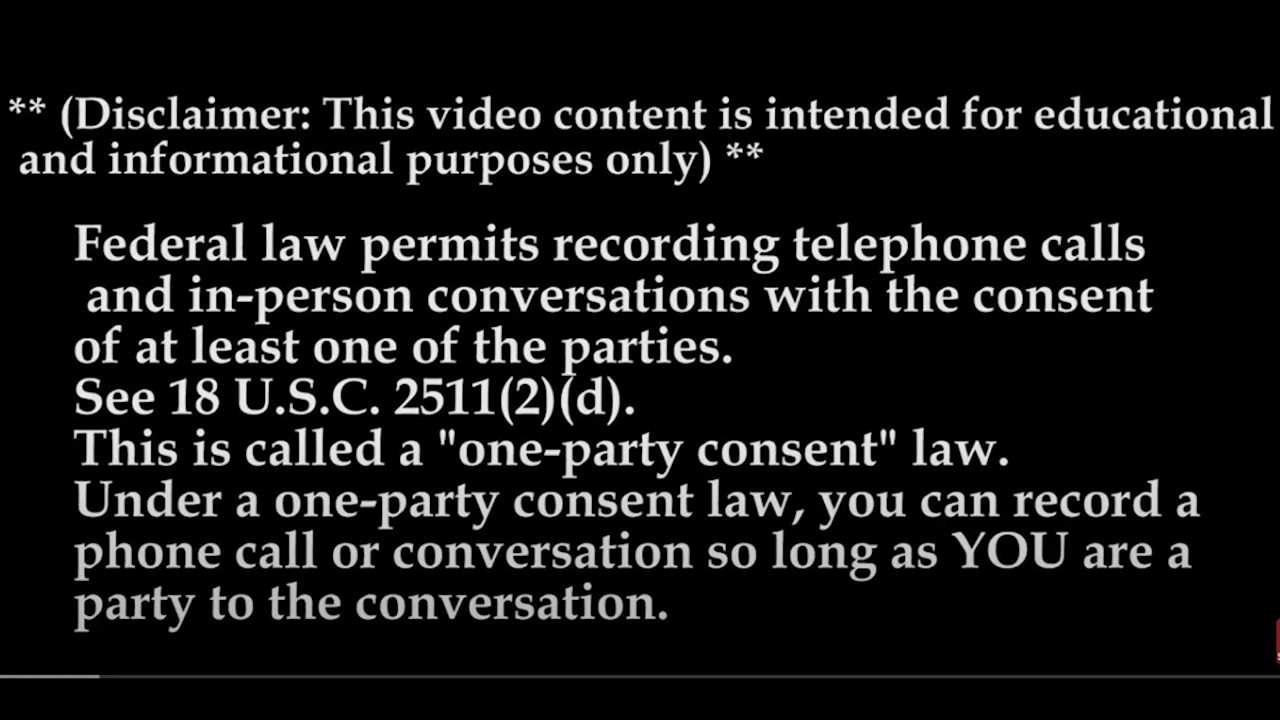 ** (Disclaimer: This video content is intended for educational
and informational purposes only) **
Federal law permits recording telephone calls
and in-person conversations with the consent
of at least one of the parties.
See 18 U.S.C. 2511(2)(d).
This is called a "one-party consent" law.
Under a one-party consent law, you can record a
phone call or conversation so long as YOU are a
party to the conversation.